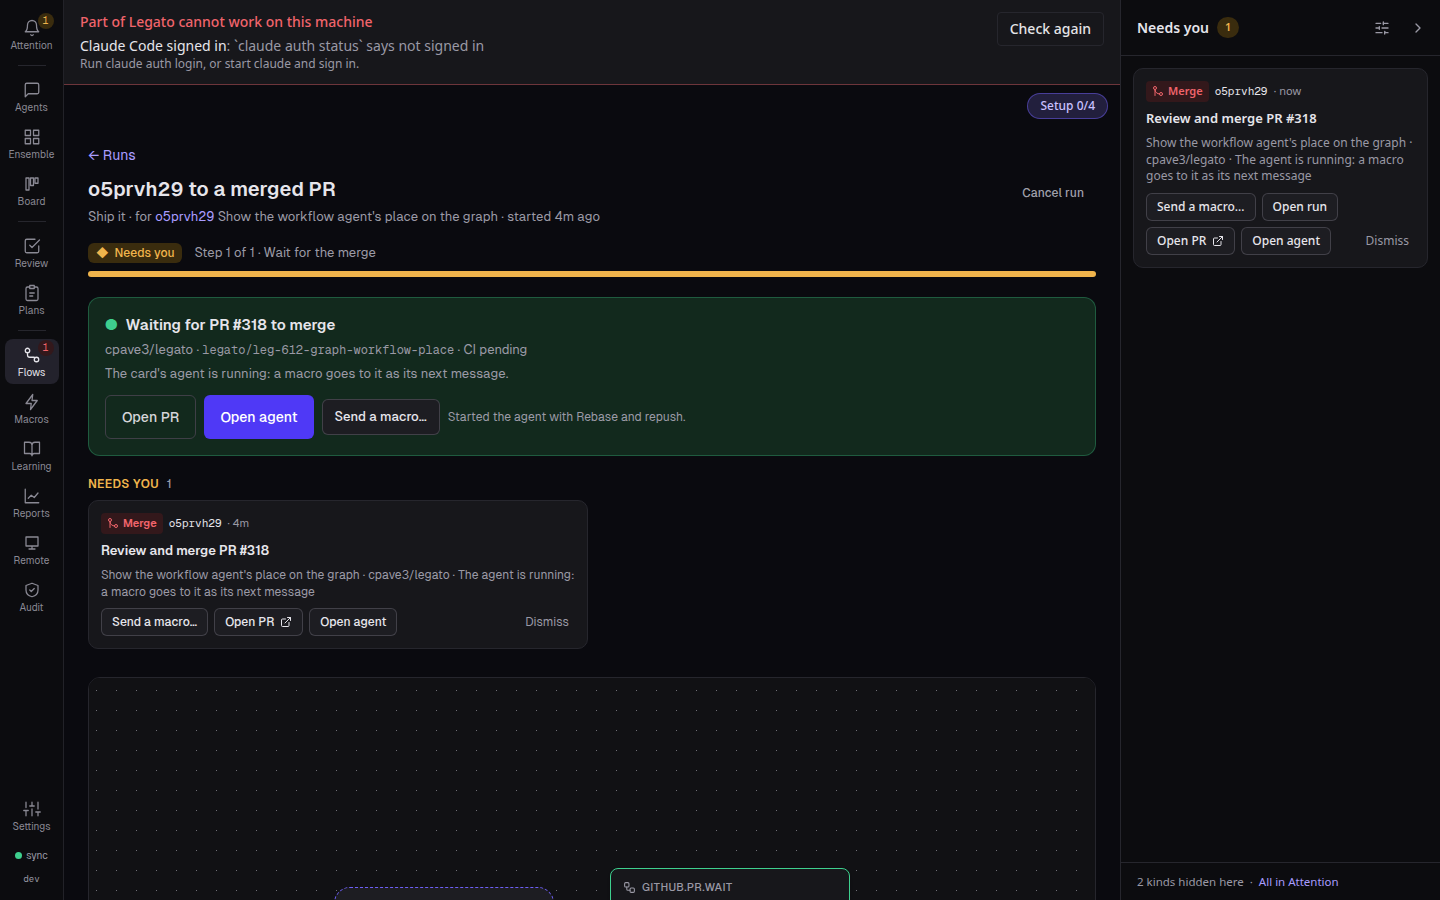 1
Attention
Agents
Ensemble
Board
Review
Plans
1
Flows
Macros
Learning
Reports
Remote
Audit
Settings
sync
dev
Part of Legato cannot work on this machine
Claude Code signed in: `claude auth status` says not signed in
Run claude auth login, or start claude and sign in.
Check again
Setup 0/4
← Runs
o5prvh29 to a merged PR
Cancel run
Ship it · for o5prvh29 Show the workflow agent's place on the graph · started 4m ago
Needs you Step 1 of 1 · Wait for the merge
Waiting for PR #318 to merge
cpave3/legato · legato/leg-612-graph-workflow-place · CI pending
The card's agent is running: a macro goes to it as its next message.
Open PR Open agent Send a macro... Started the agent with Rebase and repush.
NEEDS YOU 1
Merge o5prvh29 · 4m
Review and merge PR #318
Show the workflow agent's place on the graph · cpave3/legato · The agent is running:
a macro goes to it as its next message
Send a macro... Open PR Open agent Dismiss
GITHUB.PR.WAIT
Needs you 1
Merge o5prvh29 · now
Review and merge PR #318
Show the workflow agent's place on the graph ·
cpave3/legato · The agent is running: a macro
goes to it as its next message
Send a macro... Open run
Open PR Open agent Dismiss
2 kinds hidden here · All in Attention